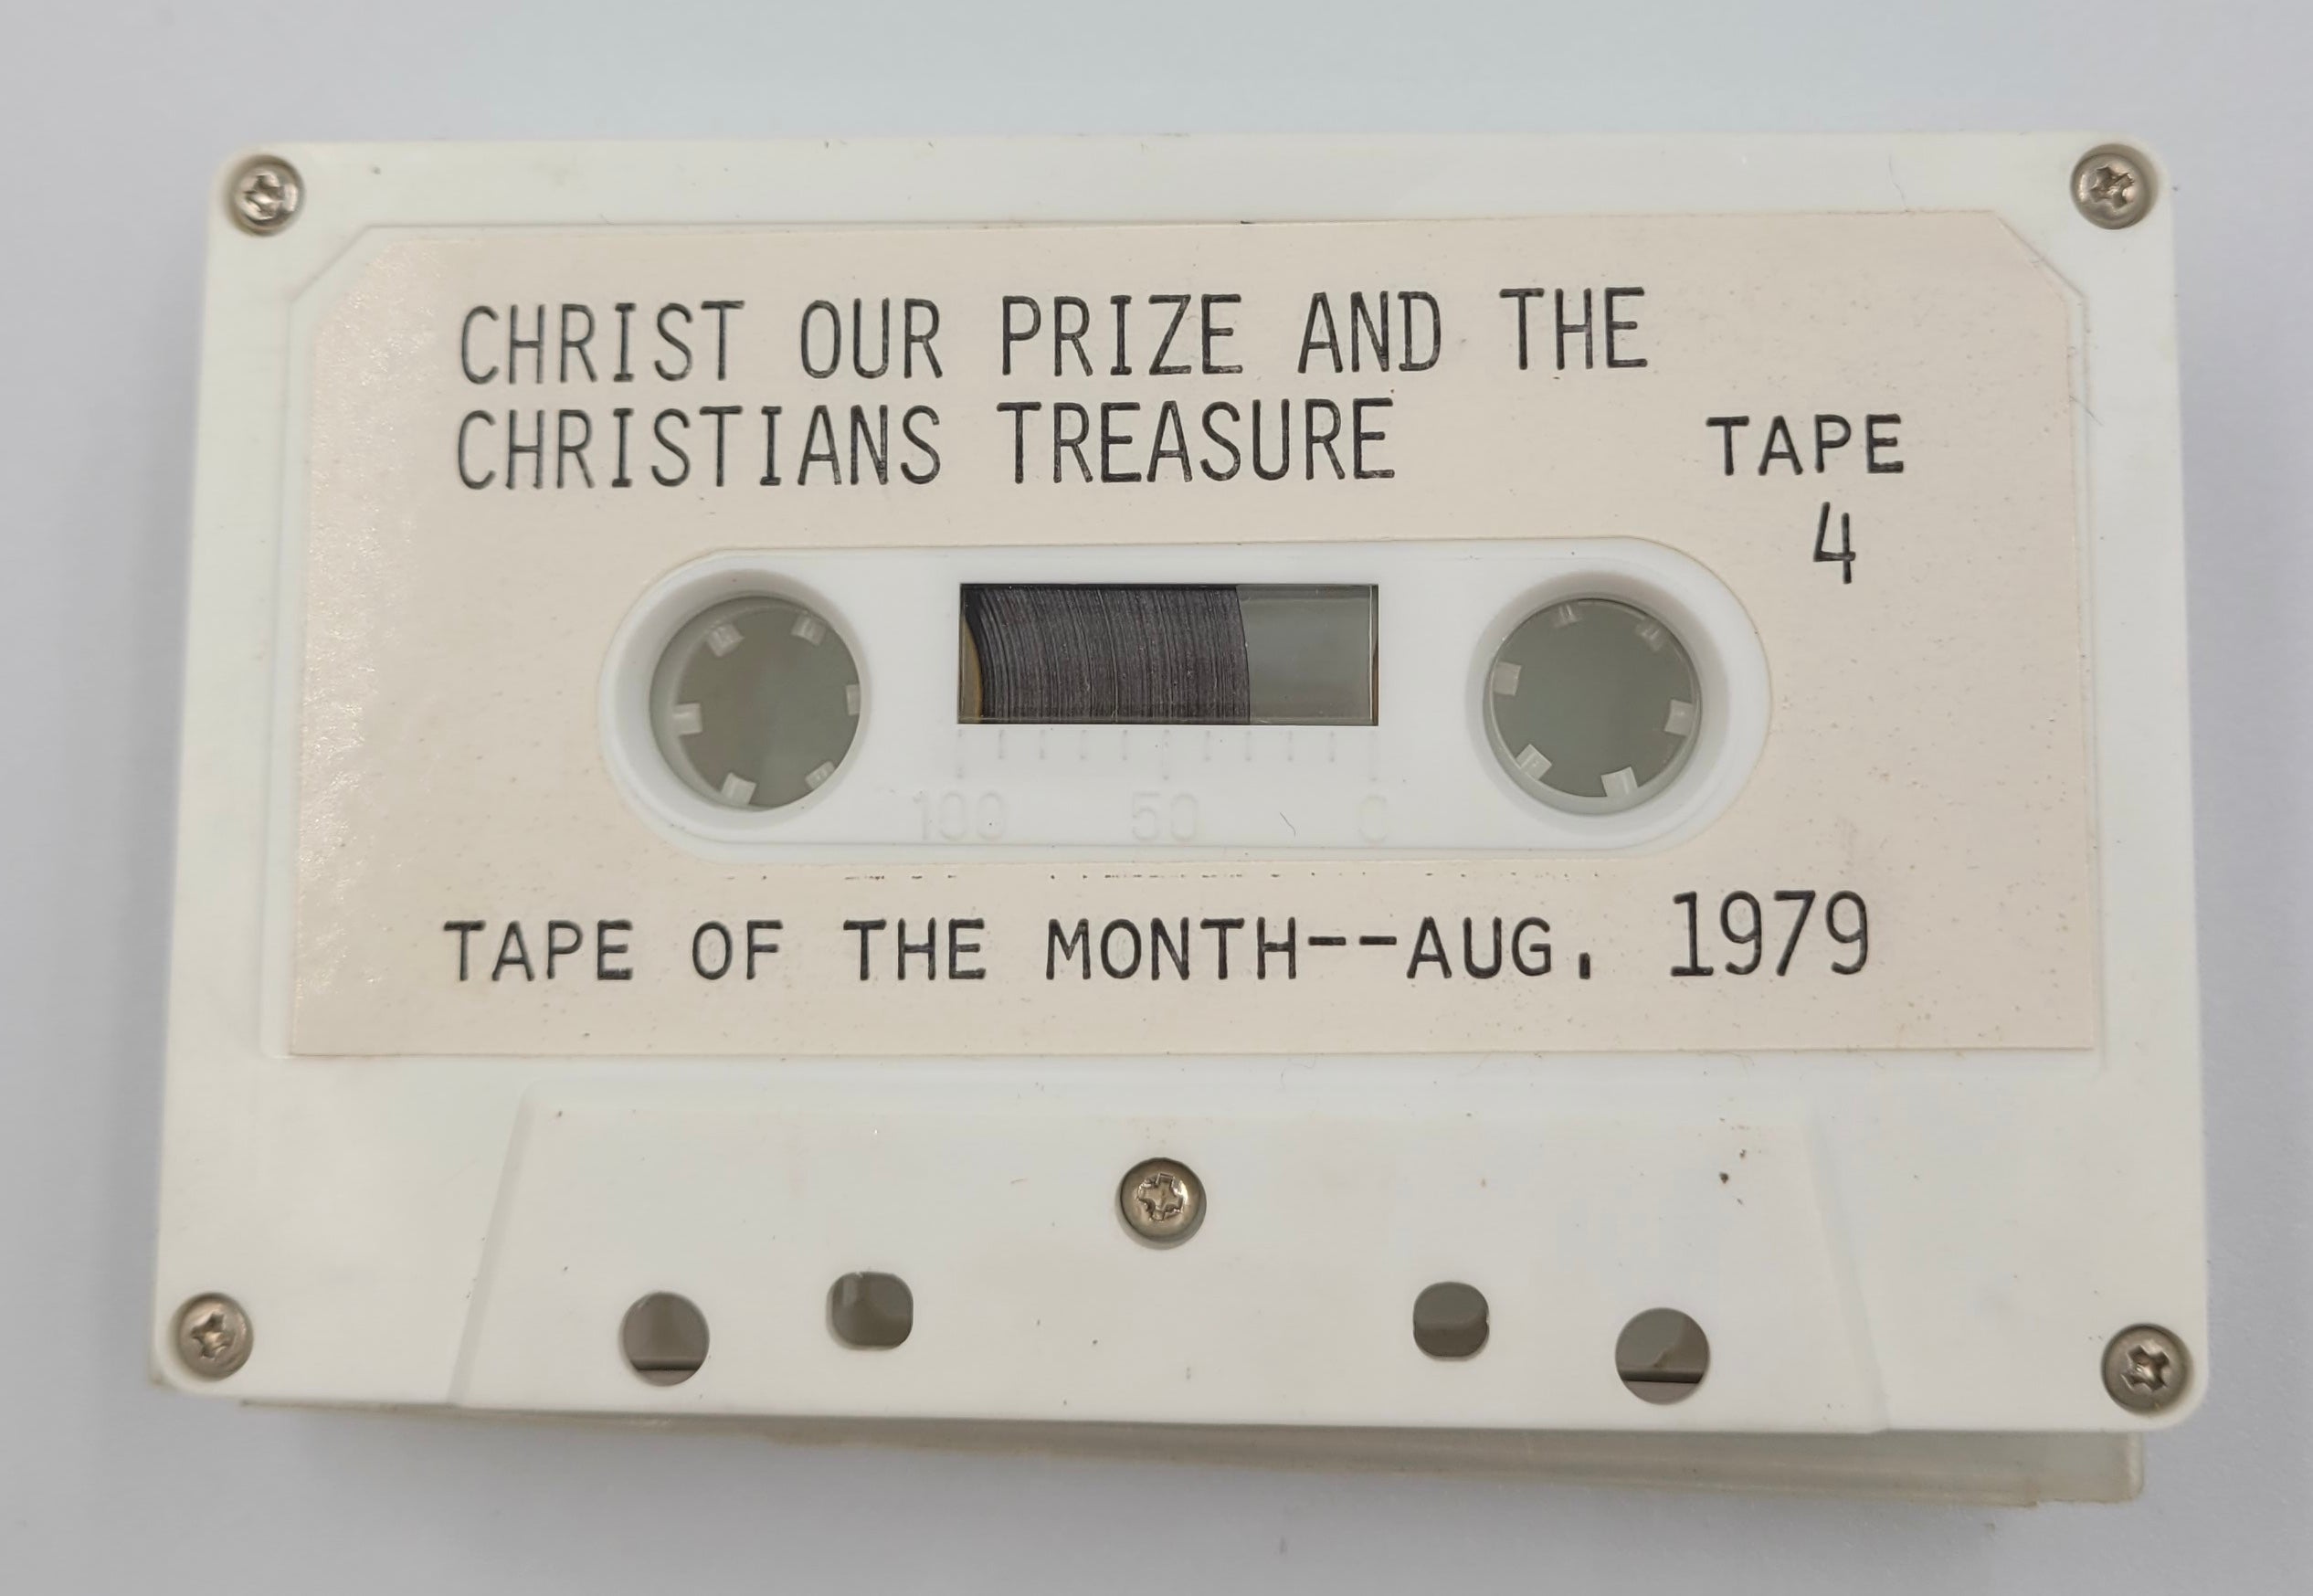 CHRIST OUR PRIZE AND THE
CHRISTIANS TREASURE
TAPE
4
100 50 0
TAPE OF THE MONTH--AUG. 1979